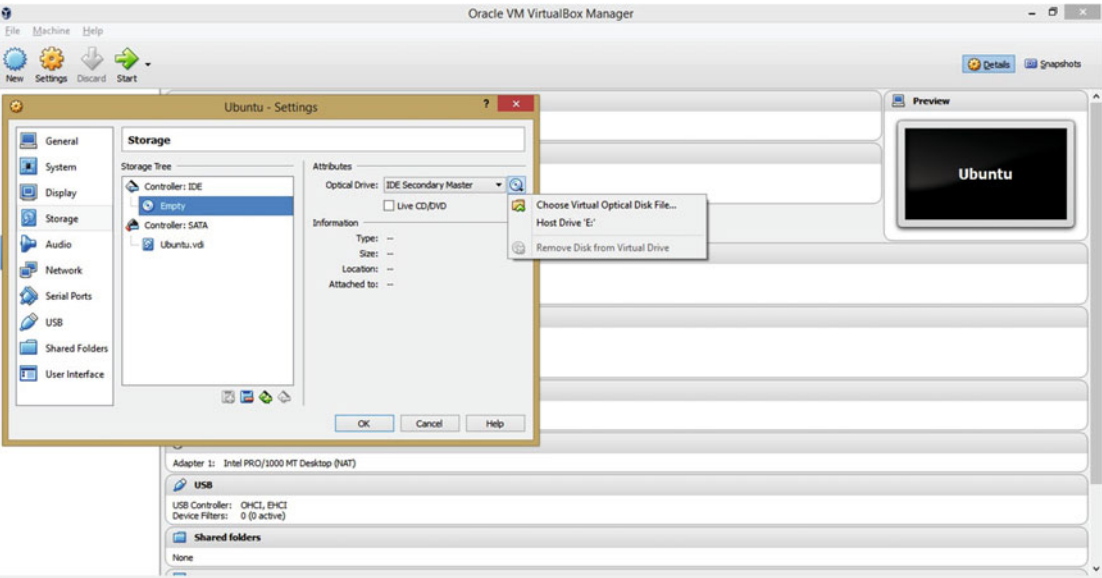 Oracle VM VirtualBox Manager
File Machine Help
New Settings Discard Start
Details Snapshots
Ubuntu - Settings ?
General
System
Display
Storage
Audio
Network
Serial Ports
USB
Shared Folders
User Interface
Storage
Storage Tree
Controller: IDE
Empty
Controller: SATA
Ubuntu.vdi
Attributes
Optical Drive: IDE Secondary Master
Live CD/DVD
Information
Type: --
Size: --
Location: --
Attached to: --
Choose Virtual Optical Disk File...
Host Drive 'E:'
Remove Disk from Virtual Drive
OK Cancel Help
Preview
Ubuntu
Adapter 1: Intel PRO/1000 MT Desktop (NAT)
USB
USB Controller: OHCI, EHCI
Device Filters: 0 (0 active)
Shared folders
None